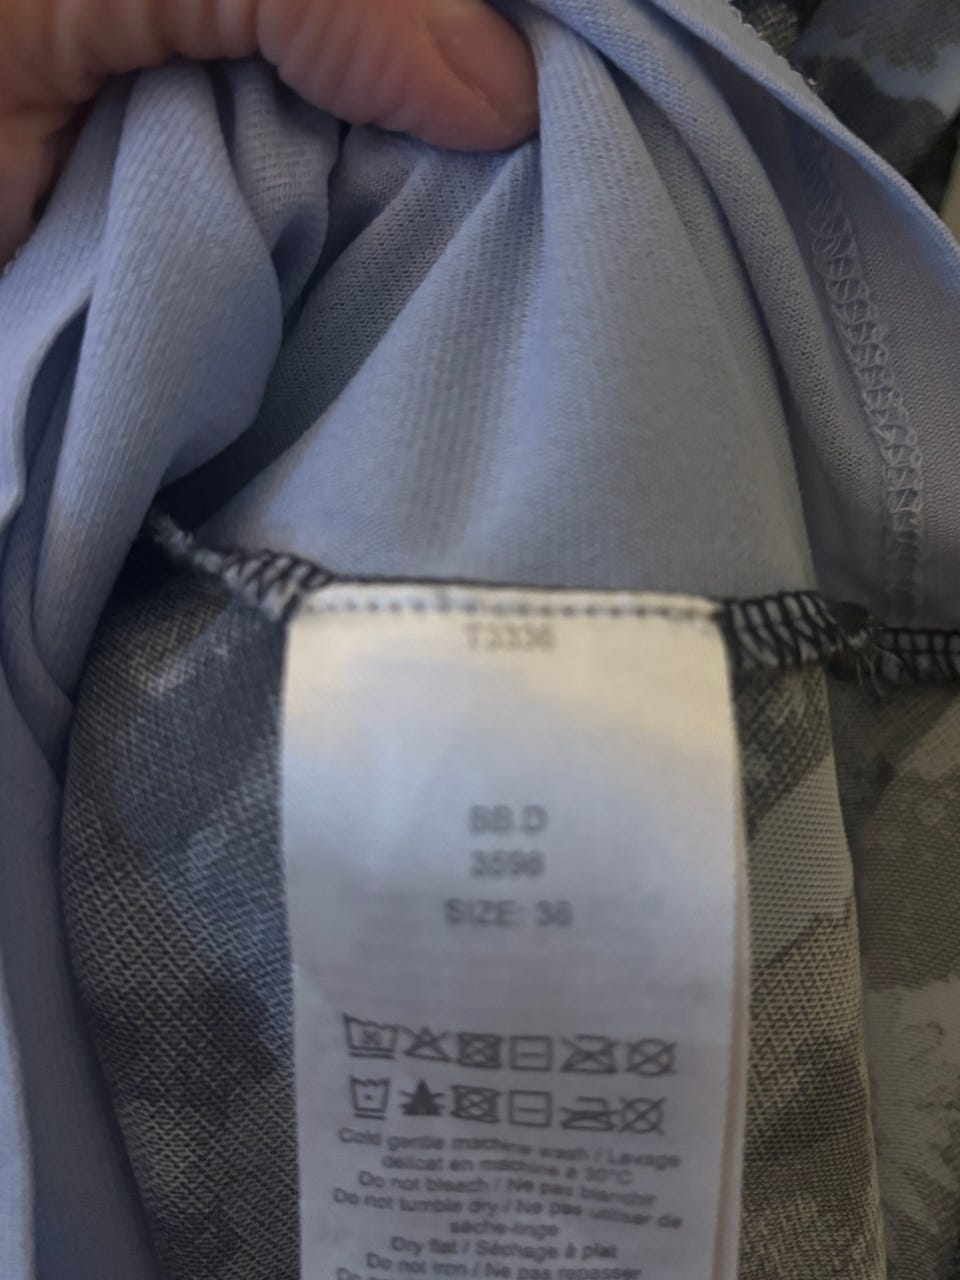 T3336
BB.D
3596
SIZE: 36
Cold gentle machine wash / Lavage
délicat en machine à 30°C
Do not bleach / Ne pas blanchir
Do not tumble dry / Ne pas utiliser de
sèche-linge
Dry flat / Séchage à plat
Do not iron / Ne pas repasser